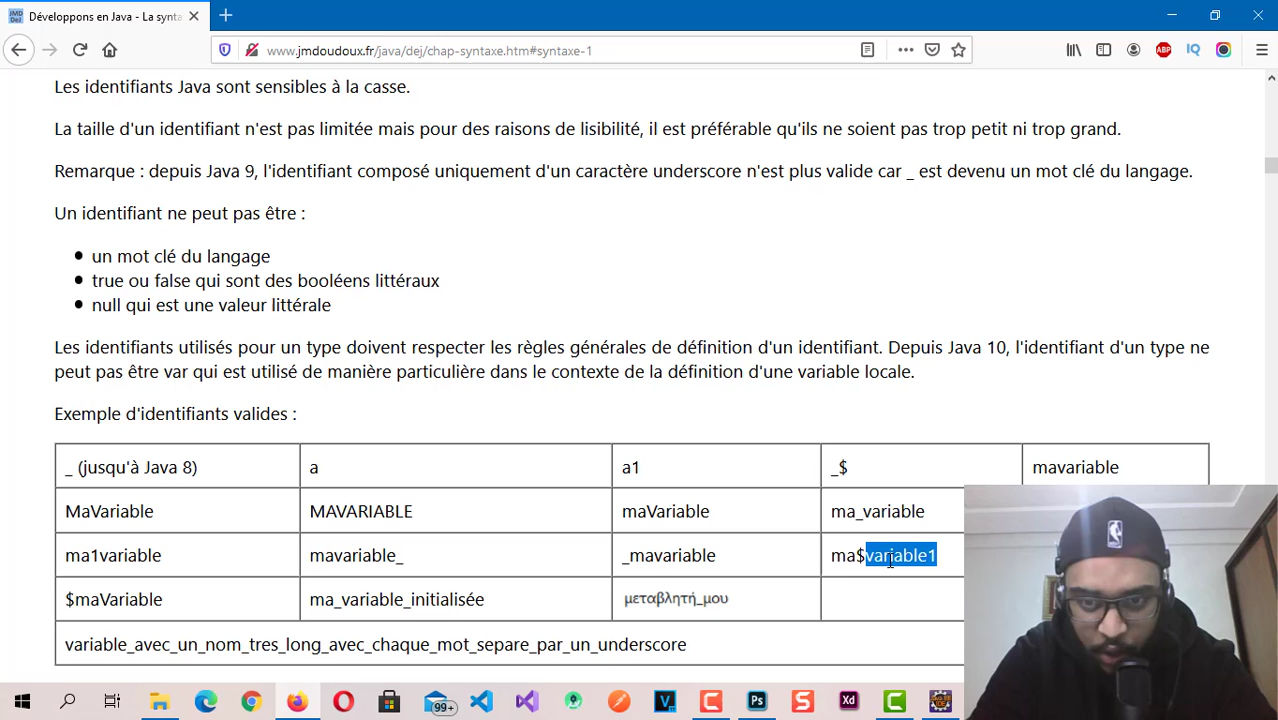 Développons en Java - La synta
www.jmdoudoux.fr/java/dej/chap-syntaxe.htm#syntaxe-1
ABP
IQ
Les identifiants Java sont sensibles à la casse.
La taille d'un identifiant n'est pas limitée mais pour des raisons de lisibilité, il est préférable qu'ils ne soient pas trop petit ni trop grand.
Remarque : depuis Java 9, l'identifiant composé uniquement d'un caractère underscore n'est plus valide car _ est devenu un mot clé du langage.
Un identifiant ne peut pas être :
un mot clé du langage
true ou false qui sont des booléens littéraux
null qui est une valeur littérale
Les identifiants utilisés pour un type doivent respecter les règles générales de définition d'un identifiant. Depuis Java 10, l'identifiant d'un type ne
peut pas être var qui est utilisé de manière particulière dans le contexte de la définition d'une variable locale.
Exemple d'identifiants valides :
_ (jusqu'à Java 8) a a1 _$ mavariable
MaVariable MAVARIABLE maVariable ma_variable
ma1variable mavariable_ _mavariable ma$variable1
$maVariable ma_variable_initialisée μεταβλητή_μου
variable_avec_un_nom_tres_long_avec_chaque_mot_separe_par_un_underscore
99+
V
C
Ps
S
Xd
C